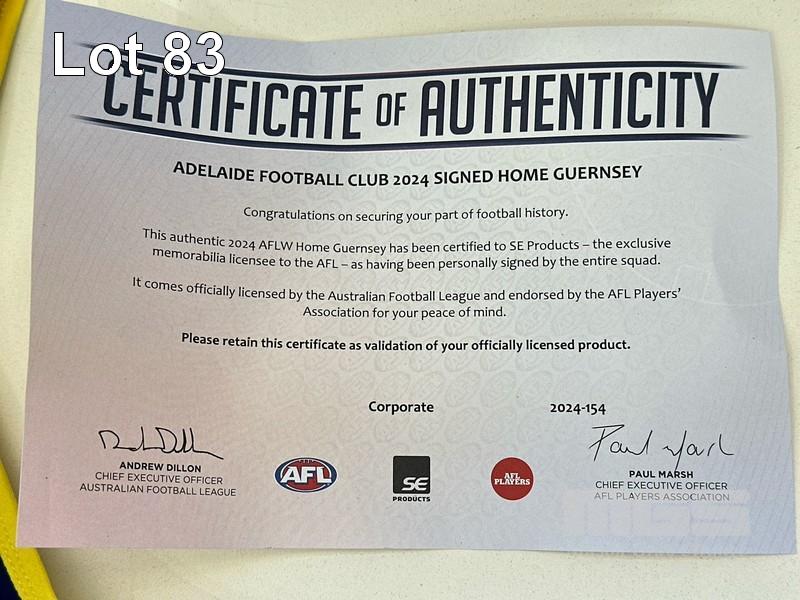 Lot 83
CERTIFICATE OF AUTHENTICITY
ADELAIDE FOOTBALL CLUB 2024 SIGNED HOME GUERNSEY
Congratulations on securing your part of football history.
This authentic 2024 AFLW Home Guernsey has been certified to SE Products – the exclusive
memorabilia licensee to the AFL – as having been personally signed by the entire squad.
It comes officially licensed by the Australian Football League and endorsed by the AFL Players'
Association for your peace of mind.
Please retain this certificate as validation of your officially licensed product.
Corporate 2024-154
ANDREW DILLON
CHIEF EXECUTIVE OFFICER
AUSTRALIAN FOOTBALL LEAGUE
AFL
SE
PRODUCTS
AFL
PLAYERS
Paul Marsh
PAUL MARSH
CHIEF EXECUTIVE OFFICER
AFL PLAYERS ASSOCIATION